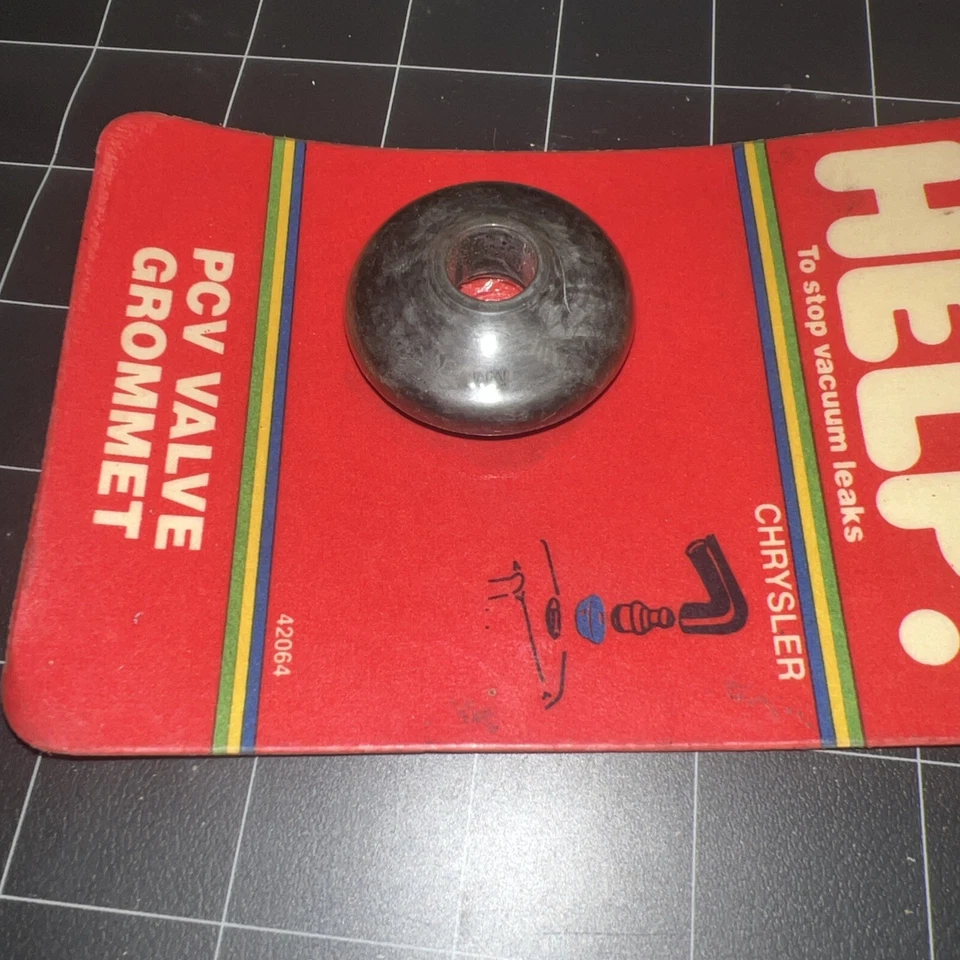 HELP.
To stop vacuum leaks
CHRYSLER
42064
PCV VALVE
GROMMET